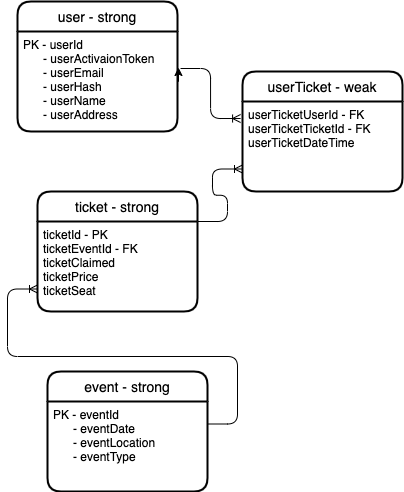 user - strong
PK - userId
- userActivaionToken
- userEmail
- userHash
- userName
- userAddress
userTicket - weak
userTicketUserId - FK
userTicketTicketId - FK
userTicketDateTime
ticket - strong
ticketId - PK
ticketEventId - FK
ticketClaimed
ticketPrice
ticketSeat
event - strong
PK - eventId
- eventDate
- eventLocation
- eventType